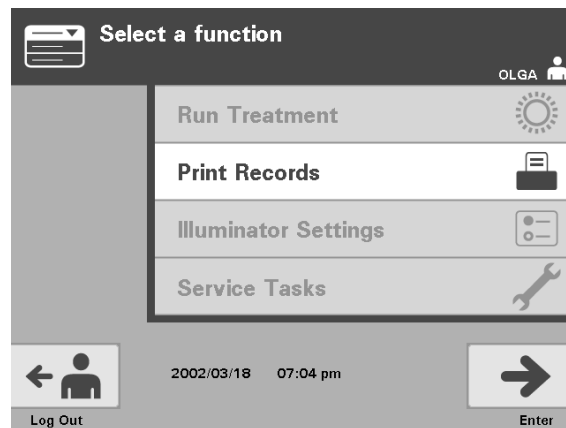 Select a function
OLGA
Run Treatment
Print Records
Illuminator Settings
Service Tasks
2002/03/18 07:04 pm
Log Out
Enter